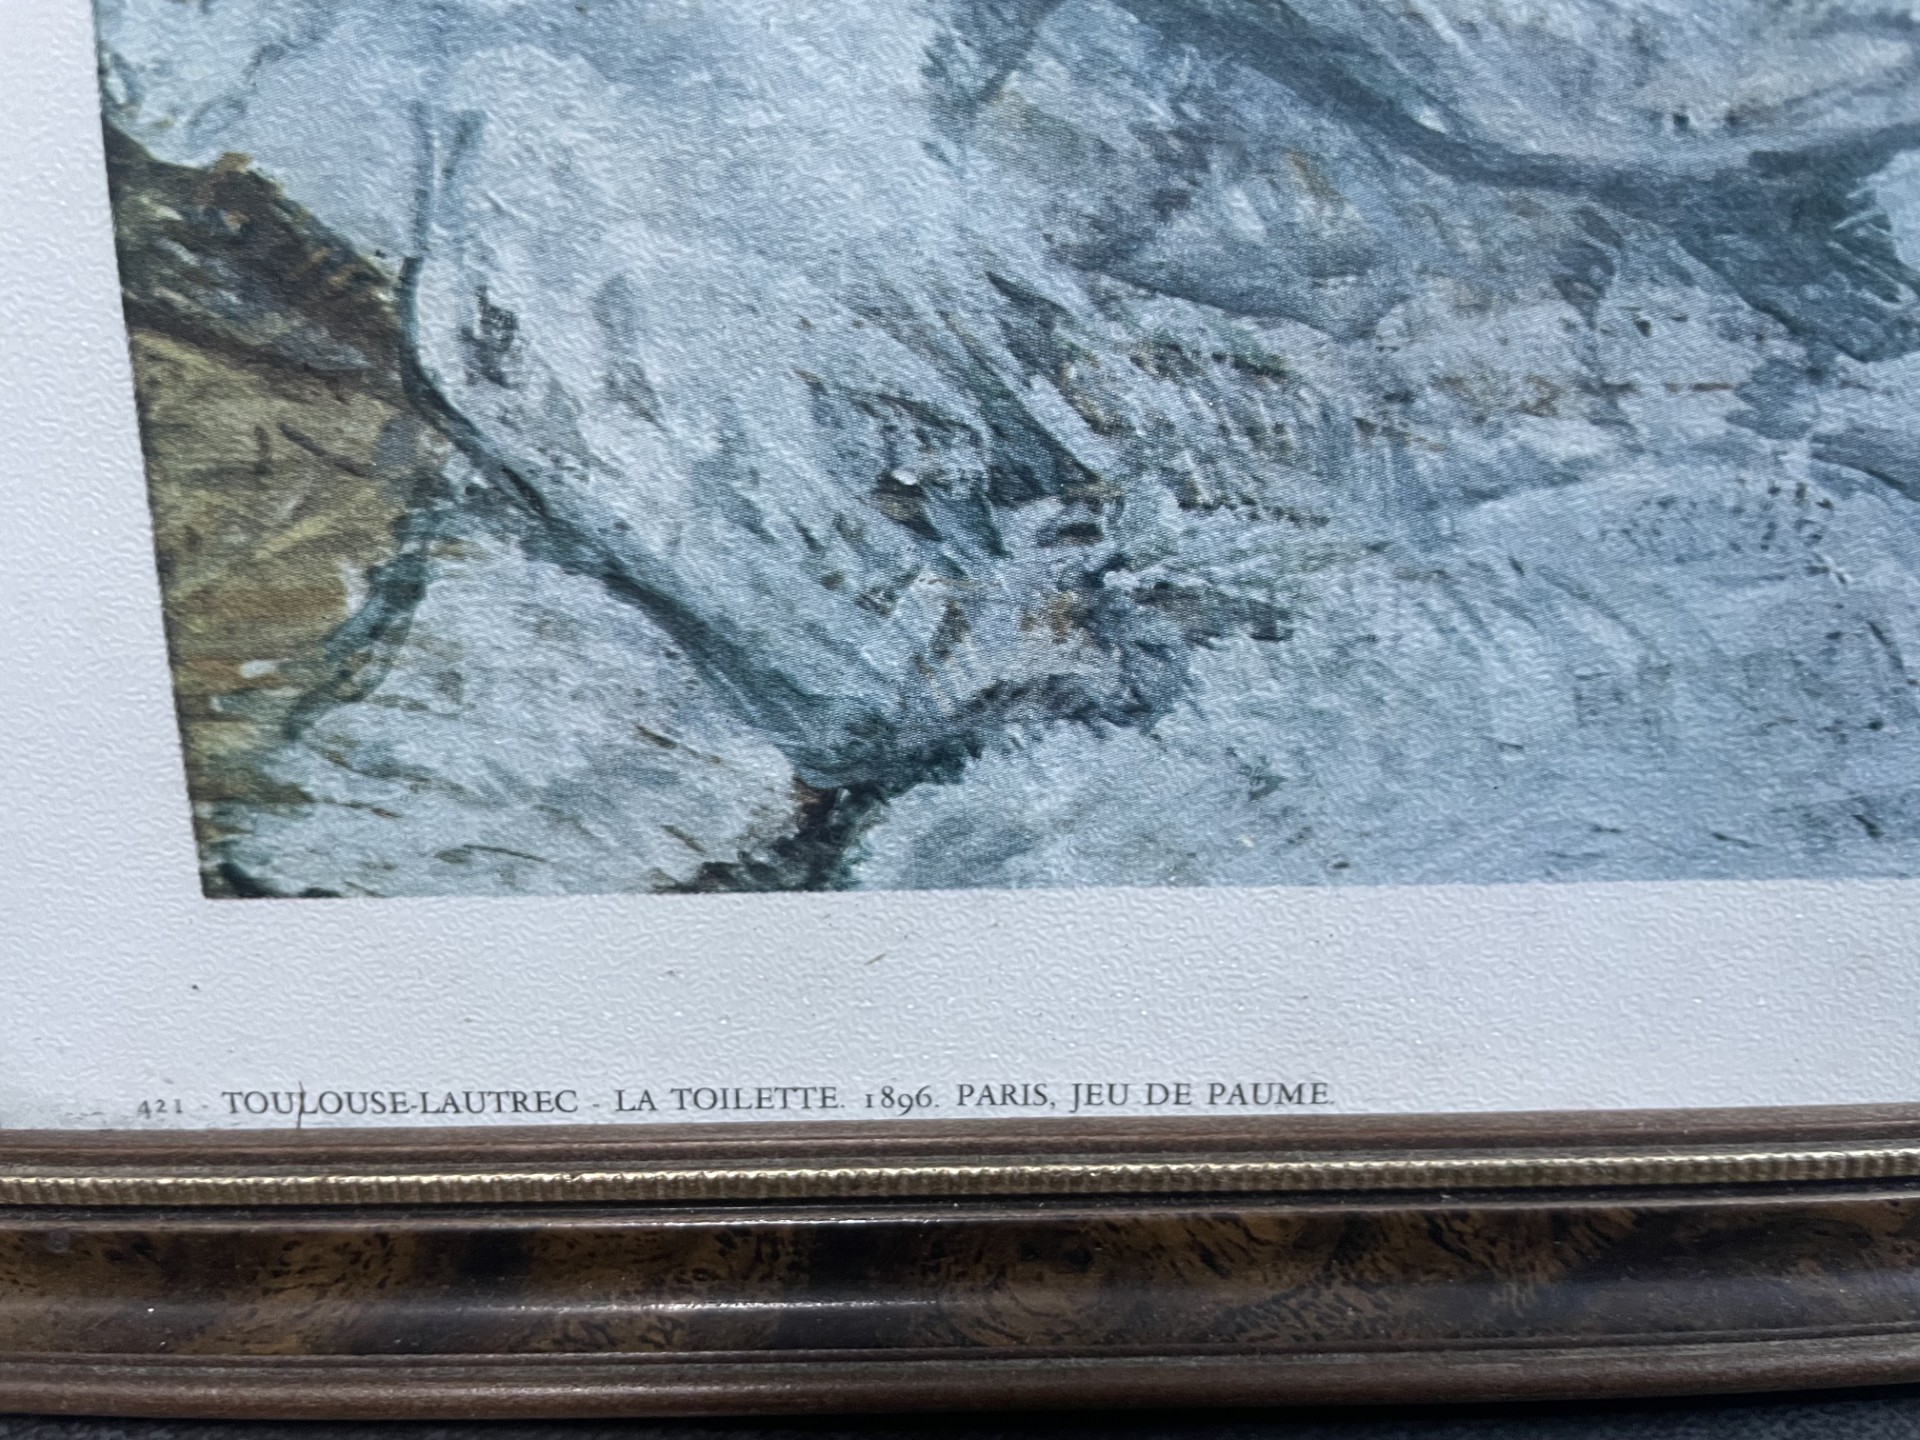 421 - TOULOUSE-LAUTREC - LA TOILETTE. 1896. PARIS, JEU DE PAUME.